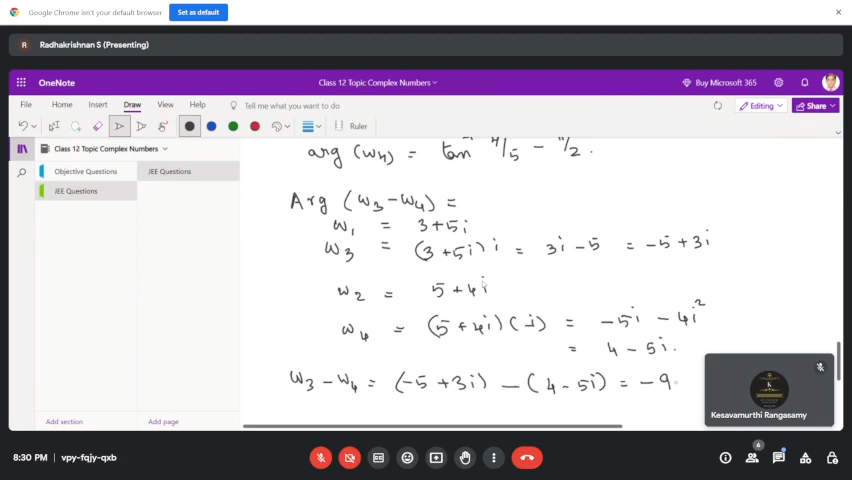 Google Chrome isn't your default browser Set as default
R Radhakrishnan S (Presenting)
OneNote Class 12 Topic Complex Numbers Buy Microsoft 365
File Home Insert Draw View Help Tell me what you want to do Editing Share
Ruler
Class 12 Topic Complex Numbers
Objective Questions JEE Questions
JEE Questions
arg (w₄) = tan⁻ 4/5 - π/2 .
Arg (w₃-w₄) =
w₁ = 3+5i
w₃ = (3+5i) i = 3i -5 = -5 +3i
w₂ = 5+4i
w₄ = (5+4i) (-i) = -5i - 4i²
= 4 - 5i.
w₃ - w₄ = (-5 +3i) - (4 - 5i) = - 9
Add section Add page
K
Kesavamurthi Rangasamy
8:30 PM vpy-fqjy-qxb
6